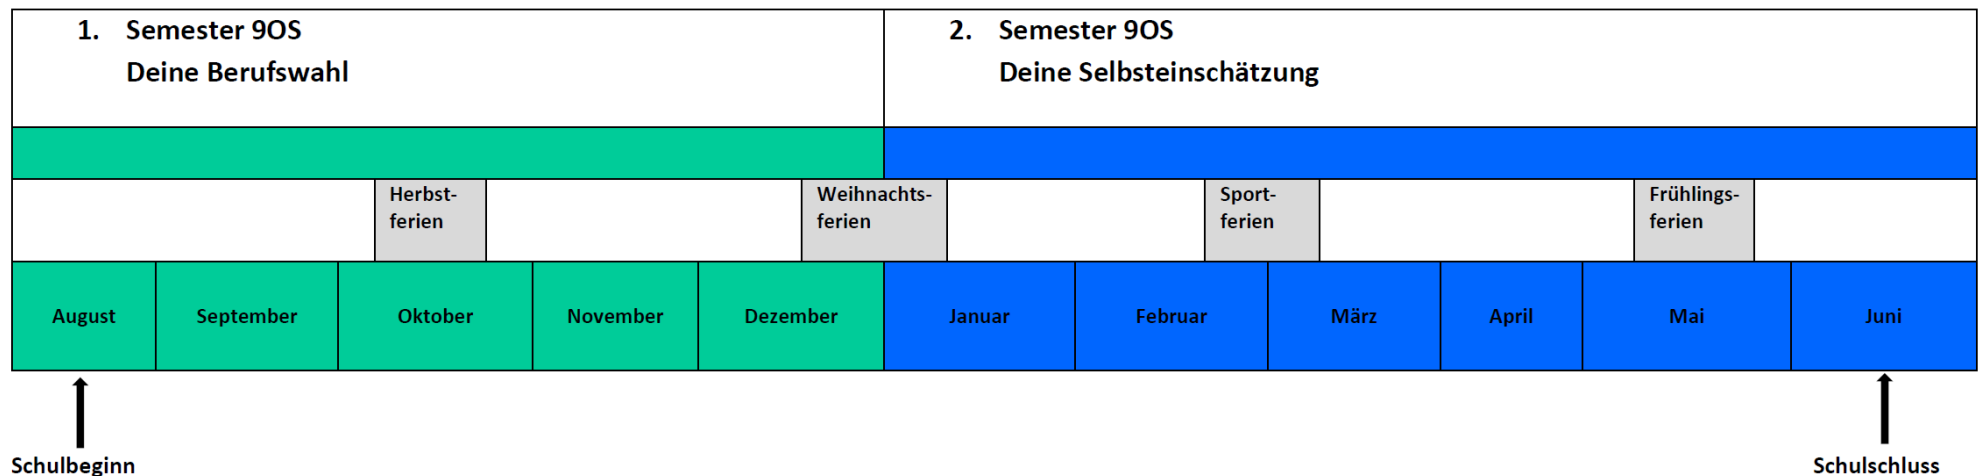 1. Semester 9OS
Deine Berufswahl
2. Semester 9OS
Deine Selbsteinschätzung
Herbst-
ferien
Weihnachts-
ferien
Sport-
ferien
Frühlings-
ferien
August
September
Oktober
November
Dezember
Januar
Februar
März
April
Mai
Juni
Schulbeginn
Schulschluss